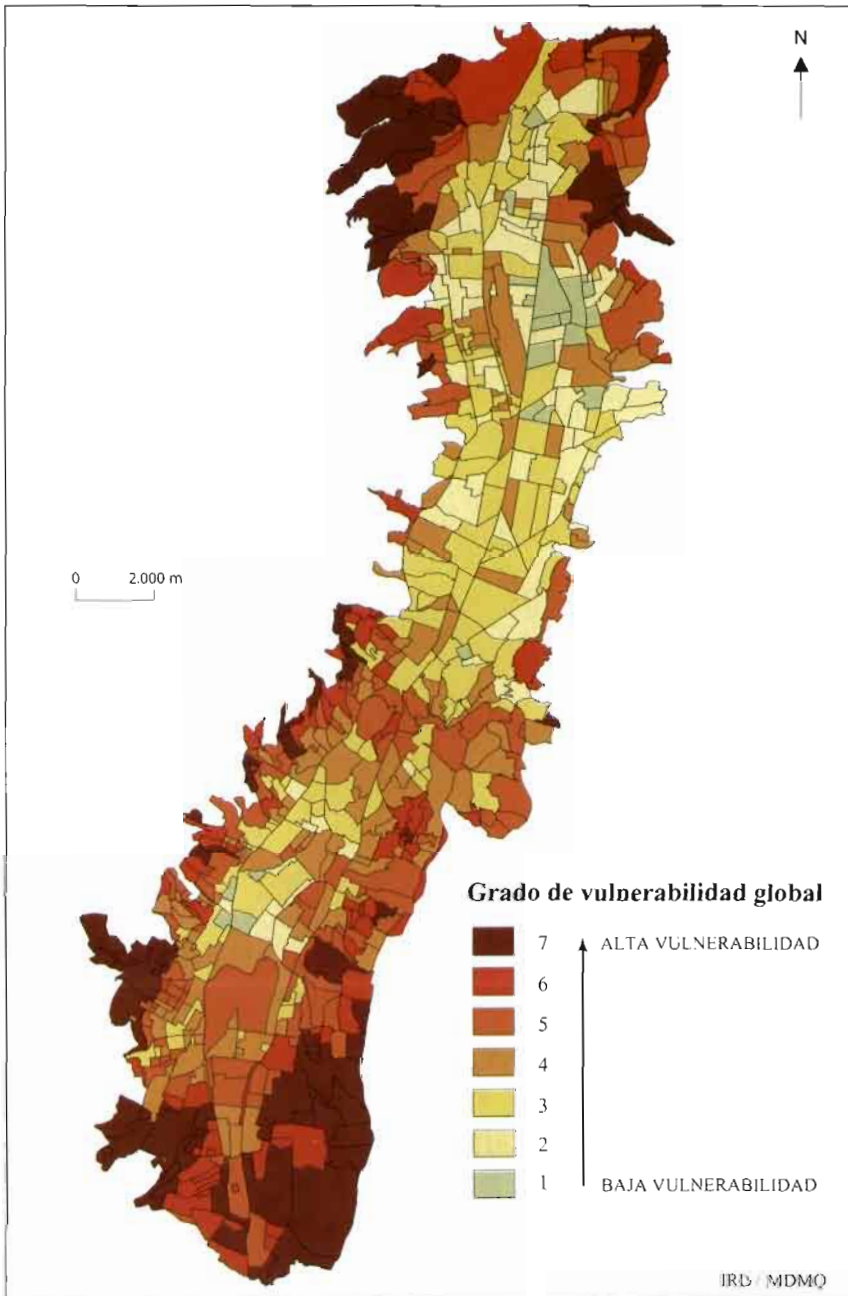 N
0 2.000 m
Grado de vulnerabilidad global
7 ALTA VULNERABILIDAD
6
5
4
3
2
1 BAJA VULNERABILIDAD
IRD / MDMQ